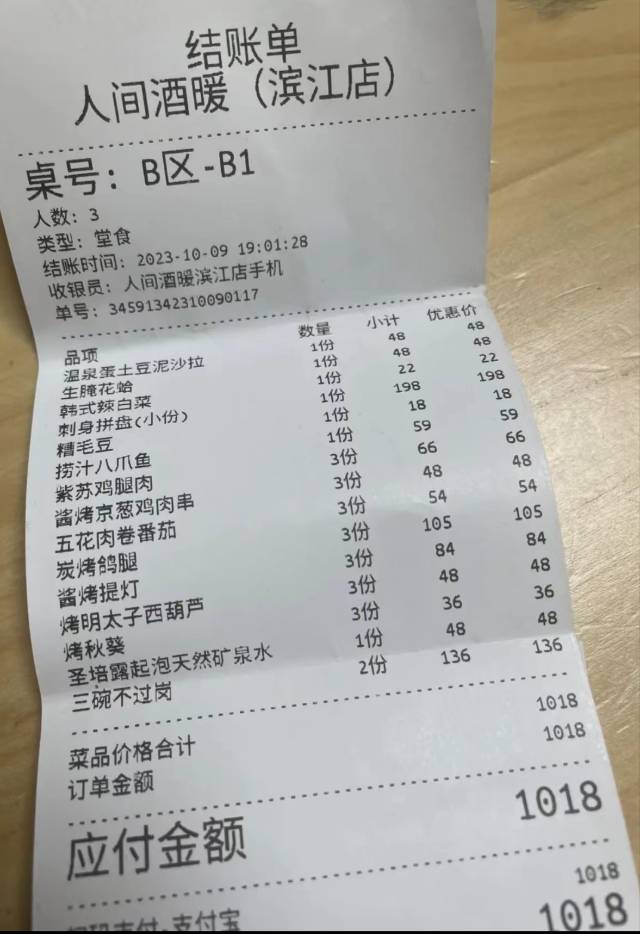 结账单
人间酒暖（滨江店）
桌号：B区-B1
人数：3
类型：堂食
结账时间：2023-10-09 19:01:28
收银员：人间酒暖滨江店手机
单号：34591342310090117
品项 数量 小计 优惠价
温泉蛋土豆泥沙拉 1份 48 48
生腌花蛤 1份 48 48
韩式辣白菜 1份 22 22
刺身拼盘(小份) 1份 198 198
糟毛豆 1份 18 18
捞汁八爪鱼 1份 59 59
紫苏鸡腿肉 3份 66 66
酱烤京葱鸡肉串 3份 48 48
五花肉卷番茄 3份 54 54
炭烤鸽腿 3份 105 105
酱烤提灯 3份 84 84
烤明太子西葫芦 3份 48 48
烤秋葵 3份 36 36
圣培露起泡天然矿泉水 1份 48 48
三碗不过岗 2份 136 136
菜品价格合计 1018
订单金额 1018
应付金额 1018
支付-支付宝 1018
1018